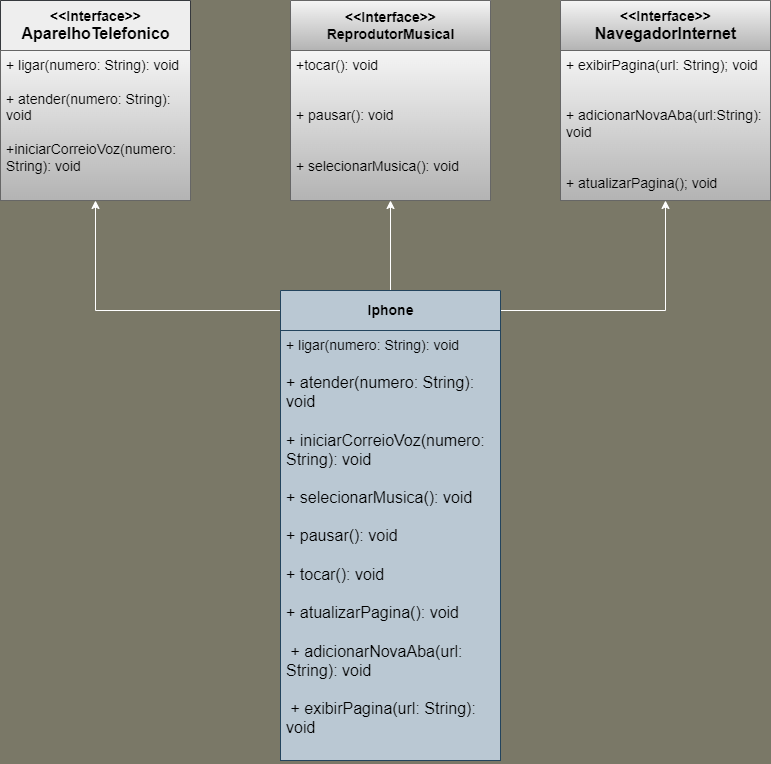 <<Interface>>
AparelhoTelefonico
+ ligar(numero: String): void
+ atender(numero: String):
void
+iniciarCorreioVoz(numero:
String): void
<<Interface>>
ReprodutorMusical
+tocar(): void
+ pausar(): void
+ selecionarMusica(): void
<<Interface>>
NavegadorInternet
+ exibirPagina(url: String); void
+ adicionarNovaAba(url:String):
void
+ atualizarPagina(); void
Iphone
+ ligar(numero: String): void
+ atender(numero: String):
void
+ iniciarCorreioVoz(numero:
String): void
+ selecionarMusica(): void
+ pausar(): void
+ tocar(): void
+ atualizarPagina(): void
+ adicionarNovaAba(url:
String): void
+ exibirPagina(url: String):
void